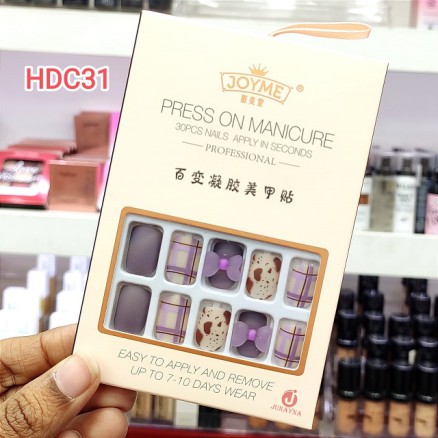 HDC31
JOYME®
PRESS ON MANICURE
30PCS NAILS APPLY IN SECONDS
PROFESSIONAL
百变凝胶美甲贴
EASY TO APPLY AND REMOVE
UP TO 7-10 DAYS WEAR
JUNAYNA